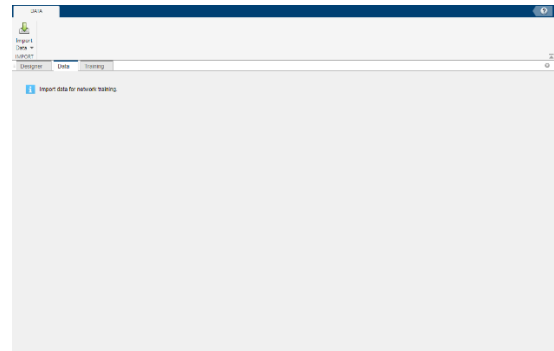 DATA
Import
Data
IMPORT
Designer Data Training
Import data for network training.